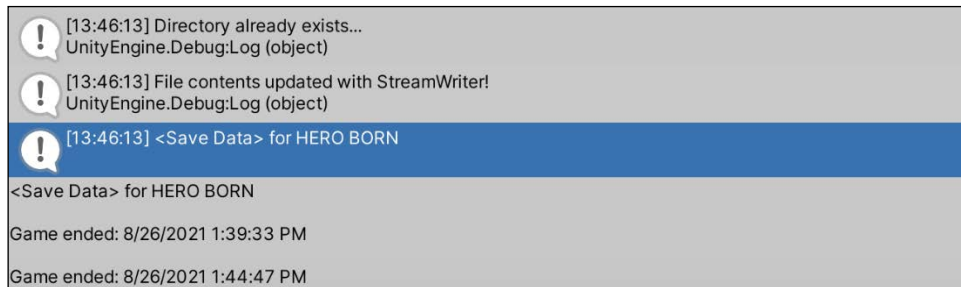 [13:46:13] Directory already exists...
UnityEngine.Debug:Log (object)
[13:46:13] File contents updated with StreamWriter!
UnityEngine.Debug:Log (object)
[13:46:13] <Save Data> for HERO BORN
<Save Data> for HERO BORN
Game ended: 8/26/2021 1:39:33 PM
Game ended: 8/26/2021 1:44:47 PM